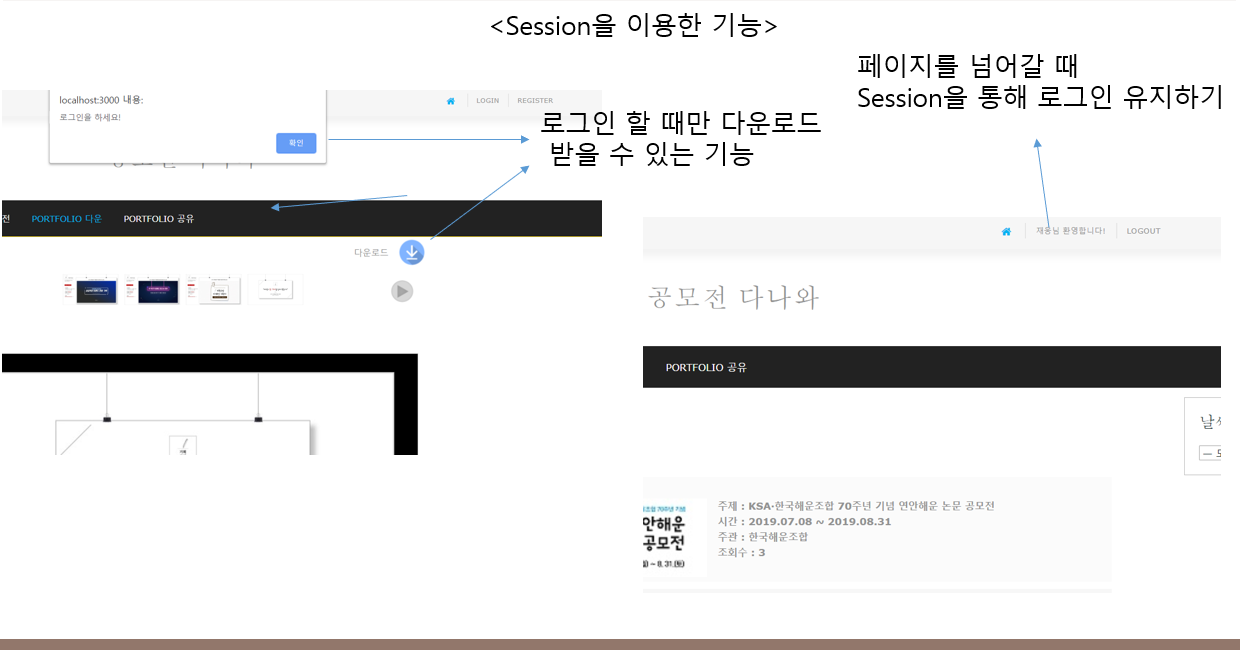 <Session을 이용한 기능>
페이지를 넘어갈 때
Session을 통해 로그인 유지하기
localhost:3000 내용:
로그인을 하세요!
확인
LOGIN REGISTER
로그인 할 때만 다운로드
받을 수 있는 기능
전 PORTFOLIO 다운 PORTFOLIO 공유
다운로드
재웅님 환영합니다! LOGOUT
공모전 다나와
PORTFOLIO 공유
주제 : KSA·한국해운조합 70주년 기념 연안해운 논문 공모전
시간 : 2019.07.08 ~ 2019.08.31
주관 : 한국해운조합
조회수 : 3
안해운
공모전
~ 8.31.(토)